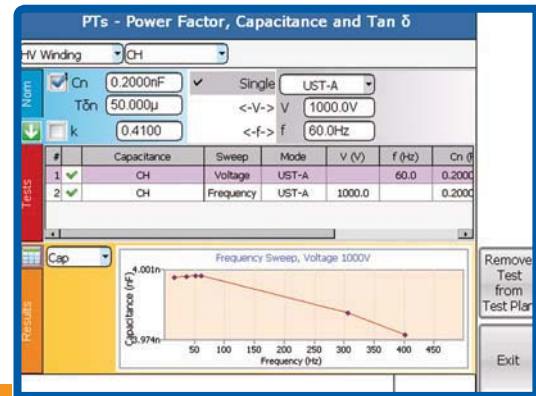 PTs - Power Factor, Capacitance and Tan δ
HV Winding CH
Nom
Cn 0.2000nF Single UST-A
Tδn 50.000µ <-V-> V 1000.0V
k 0.4100 <-f-> f 60.0Hz
Tests
# Capacitance Sweep Mode V (V) f (Hz) Cn (F
1 CH Voltage UST-A 60.0 0.2000
2 CH Frequency UST-A 1000.0 0.2000
Cap
Results
Frequency Sweep, Voltage 1000V
Capacitance (nF)
4.001n
3.974n
50 100 150 200 250 300 350 400 450
Frequency (Hz)
Remove
Test
from
Test Plan
Exit